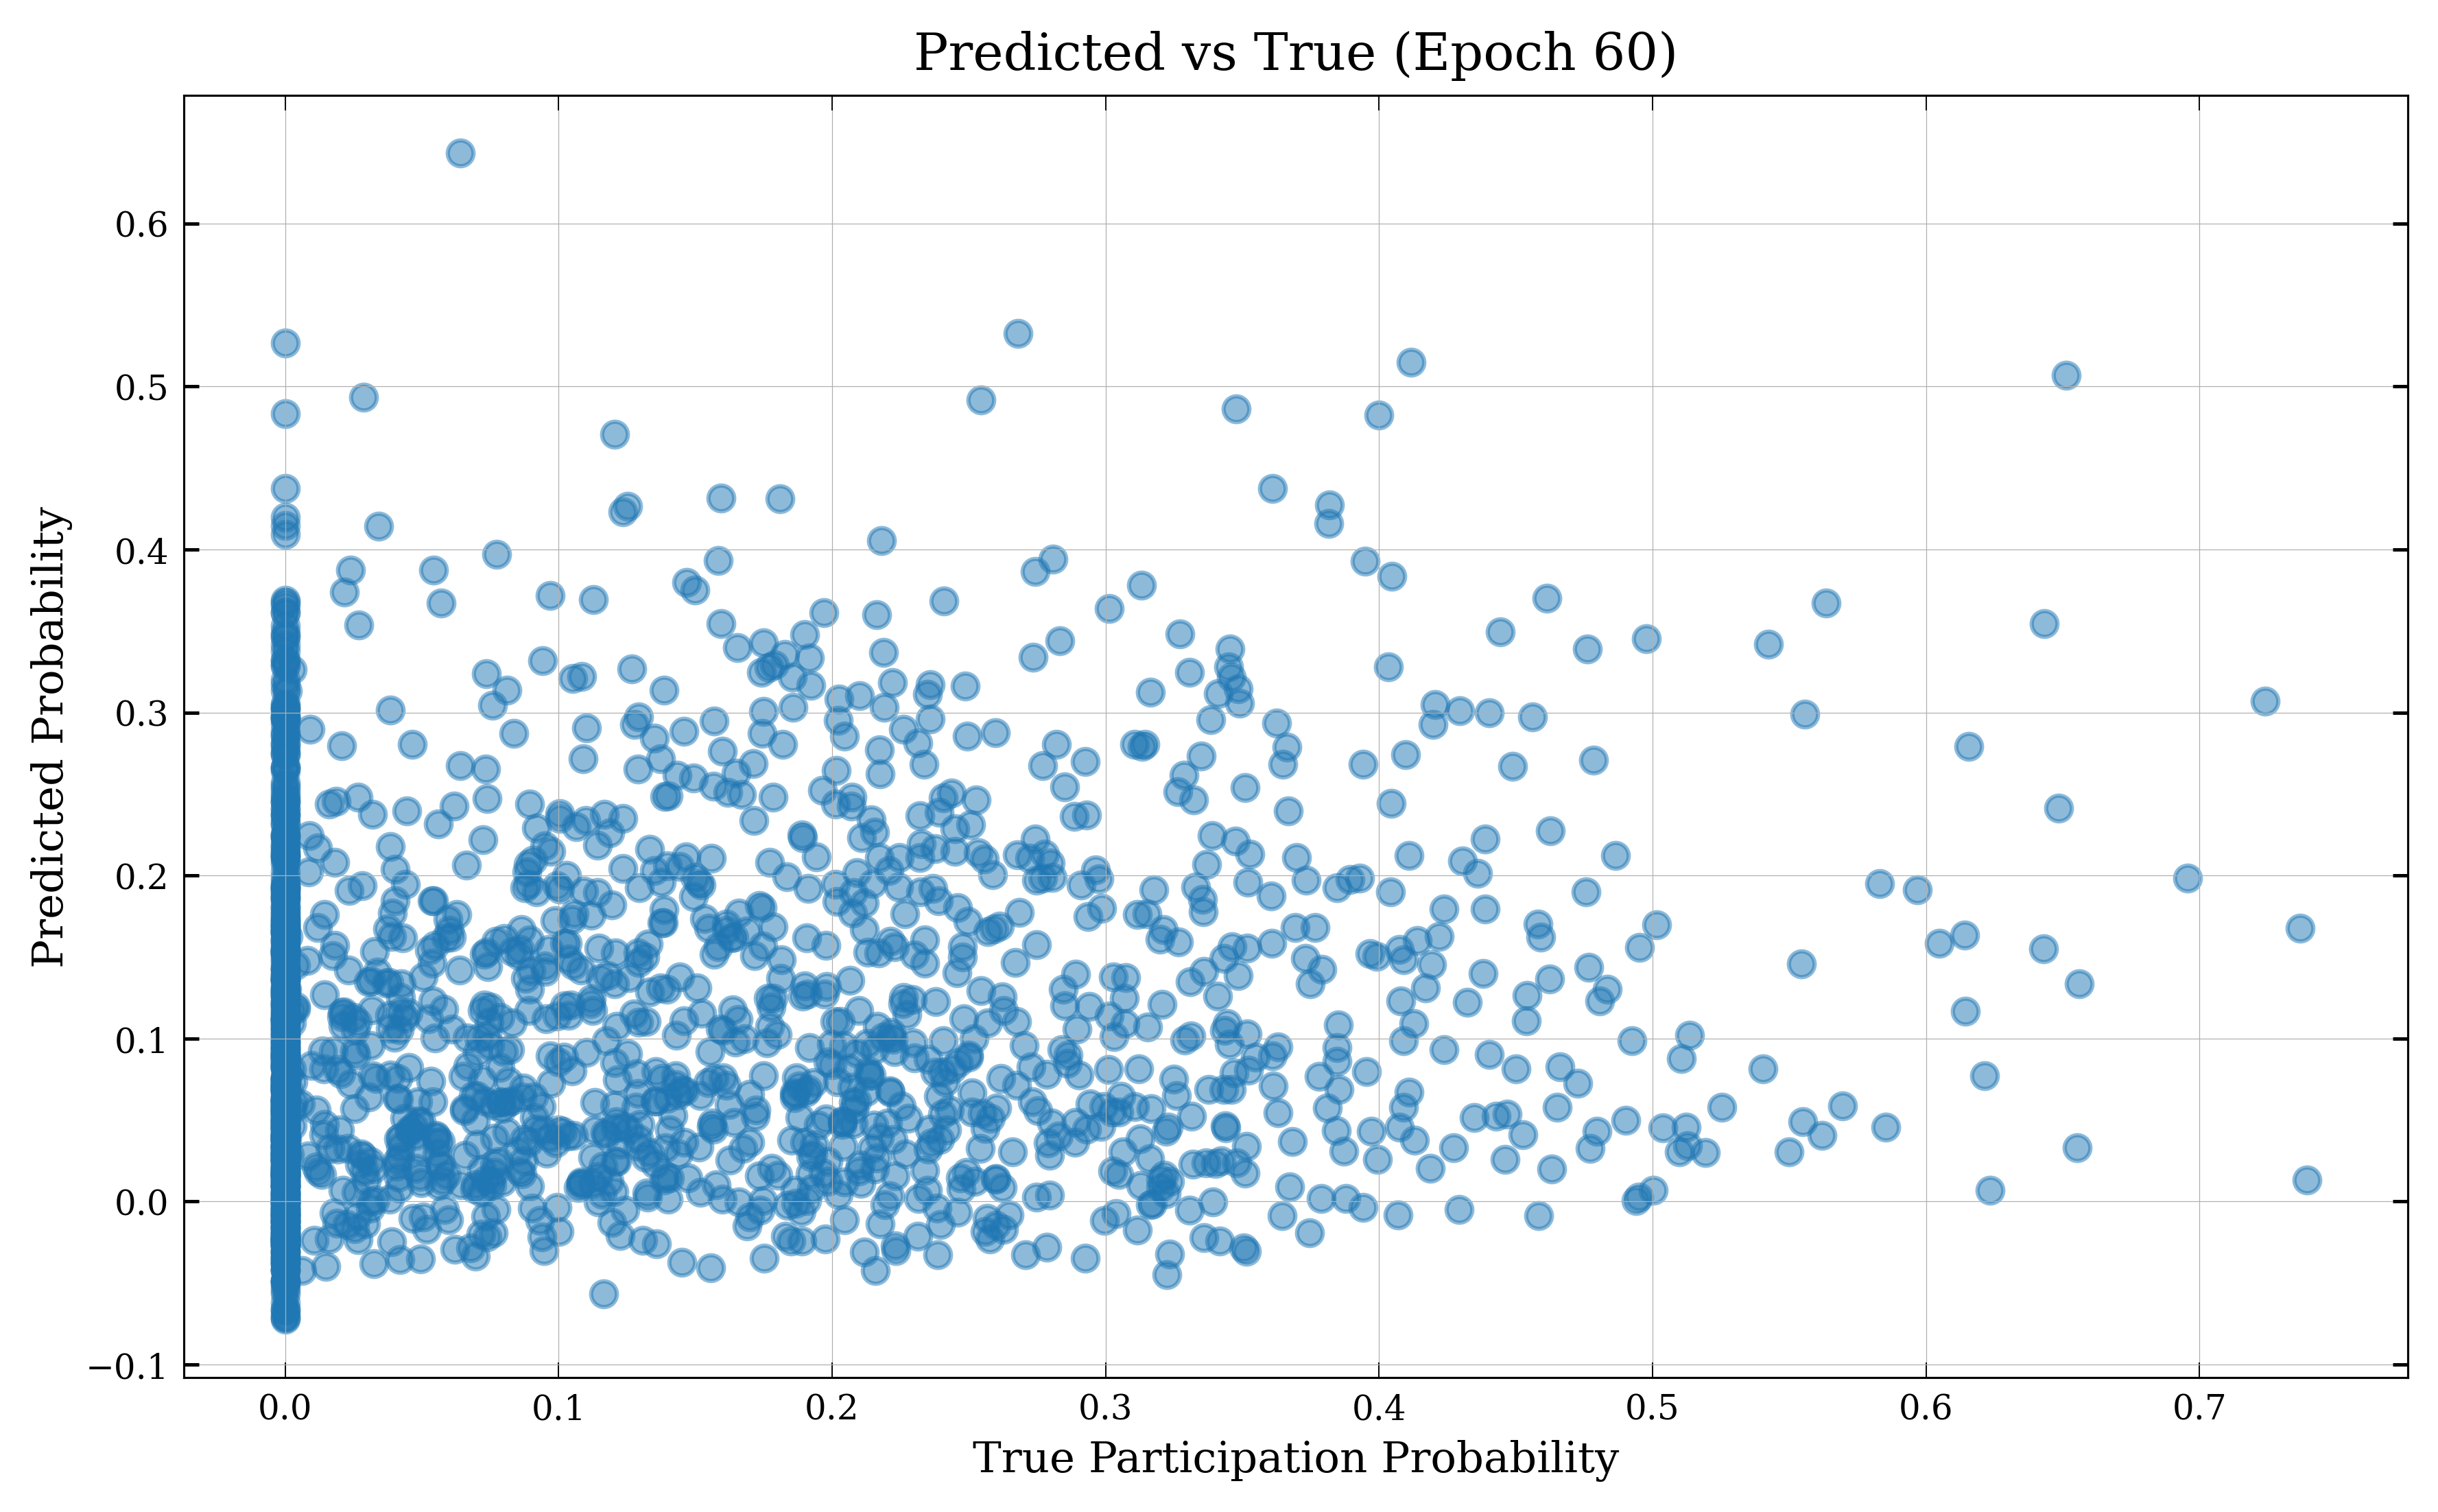 Predicted vs True (Epoch 60)
Predicted Probability
0.6
0.5
0.4
0.3
0.2
0.1
0.0
−0.1
0.0 0.1 0.2 0.3 0.4 0.5 0.6 0.7
True Participation Probability